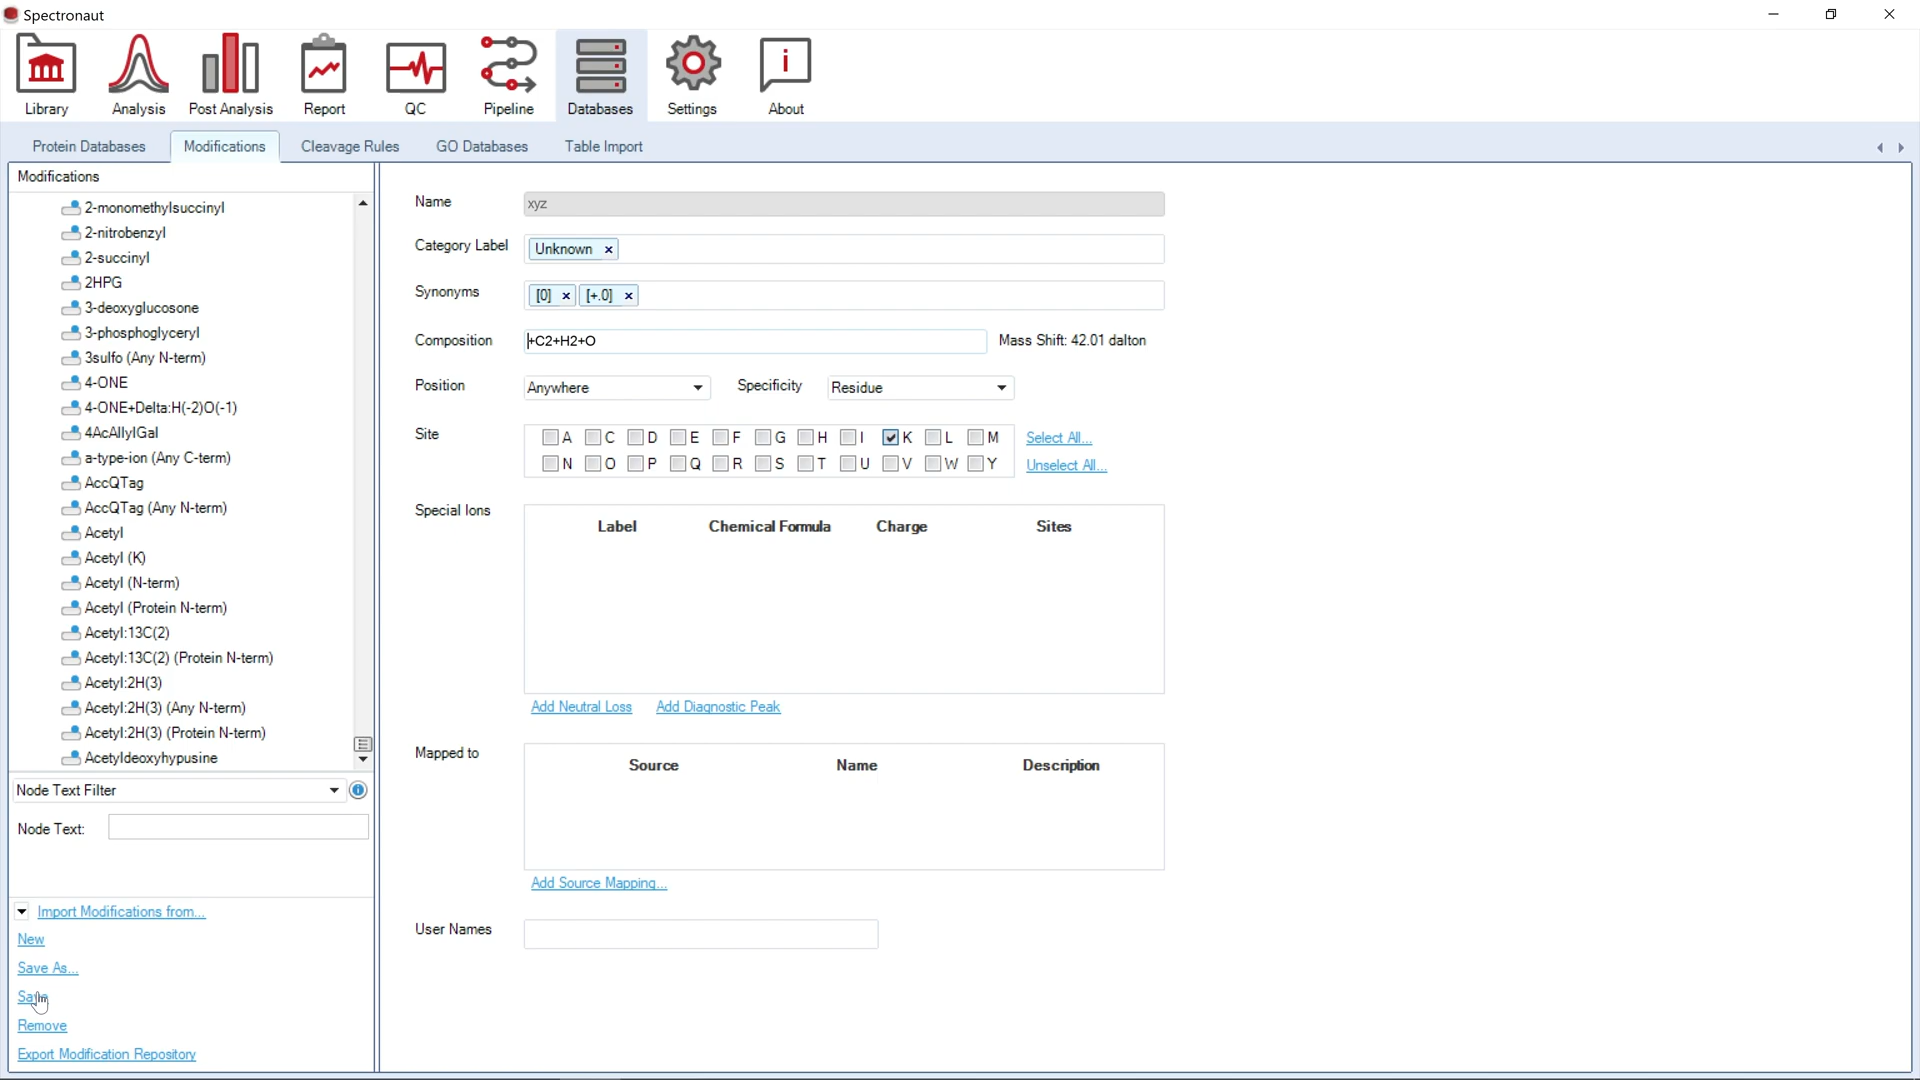 Spectronaut
Library Analysis Post Analysis Report QC Pipeline Databases Settings About
Protein Databases Modifications Cleavage Rules GO Databases Table Import
Modifications
2-monomethylsuccinyl
2-nitrobenzyl
2-succinyl
2HPG
3-deoxyglucosone
3-phosphoglyceryl
3sulfo (Any N-term)
4-ONE
4-ONE+Delta:H(-2)O(-1)
4AcAllylGal
a-type-ion (Any C-term)
AccQTag
AccQTag (Any N-term)
Acetyl
Acetyl (K)
Acetyl (N-term)
Acetyl (Protein N-term)
Acetyl:13C(2)
Acetyl:13C(2) (Protein N-term)
Acetyl:2H(3)
Acetyl:2H(3) (Any N-term)
Acetyl:2H(3) (Protein N-term)
Acetyldeoxyhypusine
Node Text Filter
Node Text:
Import Modifications from...
New
Save As...
Save
Remove
Export Modification Repository
Name xyz
Category Label Unknown ×
Synonyms [0] × [+.0] ×
Composition +C2+H2+O Mass Shift: 42.01 dalton
Position Anywhere Specificity Residue
Site A C D E F G H I K L M Select All...
N O P Q R S T U V W Y Unselect All...
Special Ions
Label Chemical Formula Charge Sites
Add Neutral Loss Add Diagnostic Peak
Mapped to
Source Name Description
Add Source Mapping...
User Names